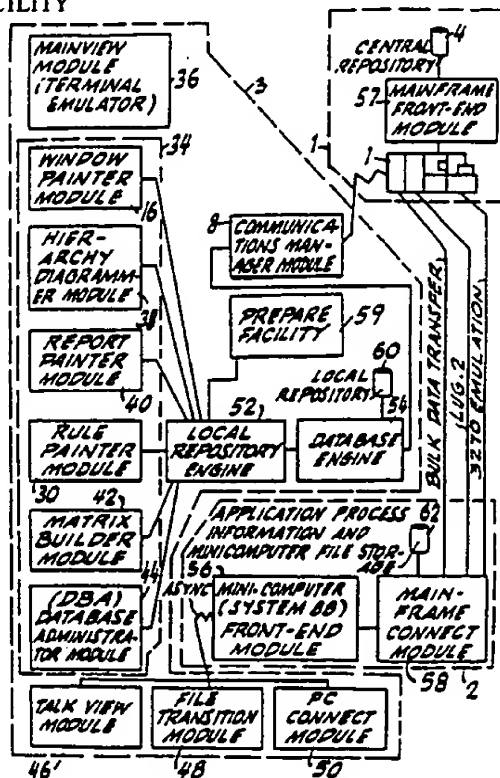 CILITY
MAINVIEW
MODULE
(TERMINAL
EMULATOR)
36
3
4
CENTRAL
REPOSITORY
57
MAINFRAME
FRONT-END
MODULE
1
1
34
WINDOW
PAINTER
MODULE
16
HIER-
ARCHY
DIAGRAMM-
ER MODULE
38
REPORT
PAINTER
MODULE
40
RULE
PAINTER
MODULE
30
42
MATRIX
BUILDER
MODULE
44
(DBA)
DATABASE
ADMINISTRA-
TOR MODULE
8
COMMUNICA-
TIONS MAN-
AGER MODULE
PREPARE
FACILITY
59
60
LOCAL
REPOSITORY
52
LOCAL
REPOSITORY
ENGINE
54
DATABASE
ENGINE
BULK DATA TRANSFER
LUG.2
3270 EMULATION
APPLICATION PROCESS
INFORMATION AND
MINICOMPUTER FILE STOR-
AGE
62
56
ASYNC
MINI-COMPUTER
(SYSTEM 88)
FRONT-END
MODULE
MAIN-
FRAME
CONNECT
MODULE
58
2
TALK VIEW
MODULE
46'
FILE
TRANSITION
MODULE
48
PC
CONNECT
MODULE
50